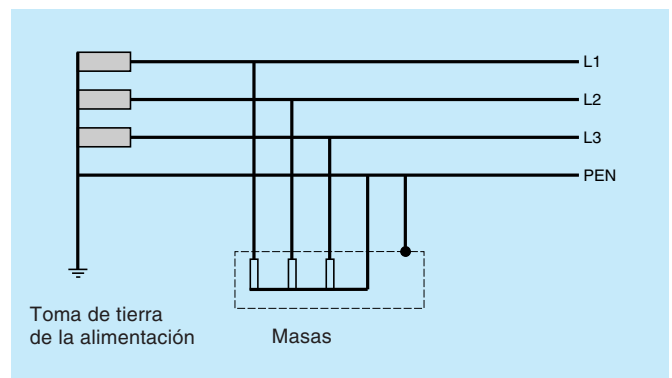 L1
L2
L3
PEN
Toma de tierra
de la alimentación
Masas